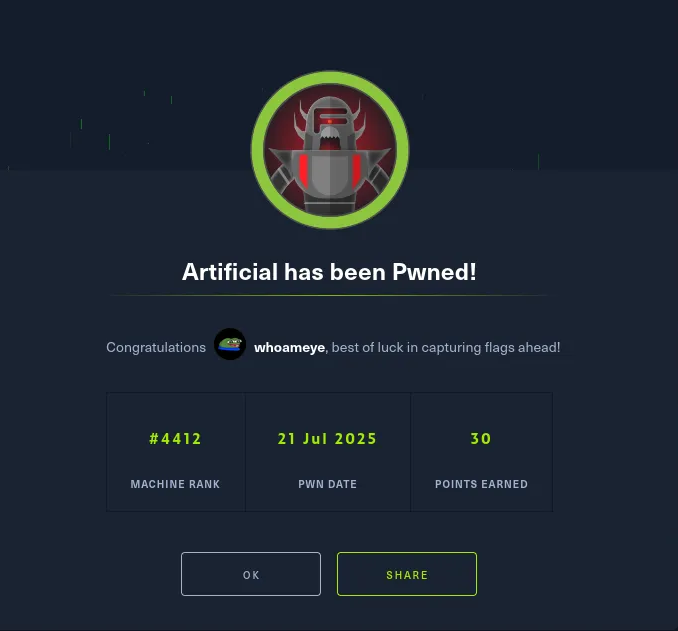 Artificial has been Pwned!
Congratulations whoameye, best of luck in capturing flags ahead!
#4412 21 Jul 2025 30
MACHINE RANK PWN DATE POINTS EARNED
OK SHARE